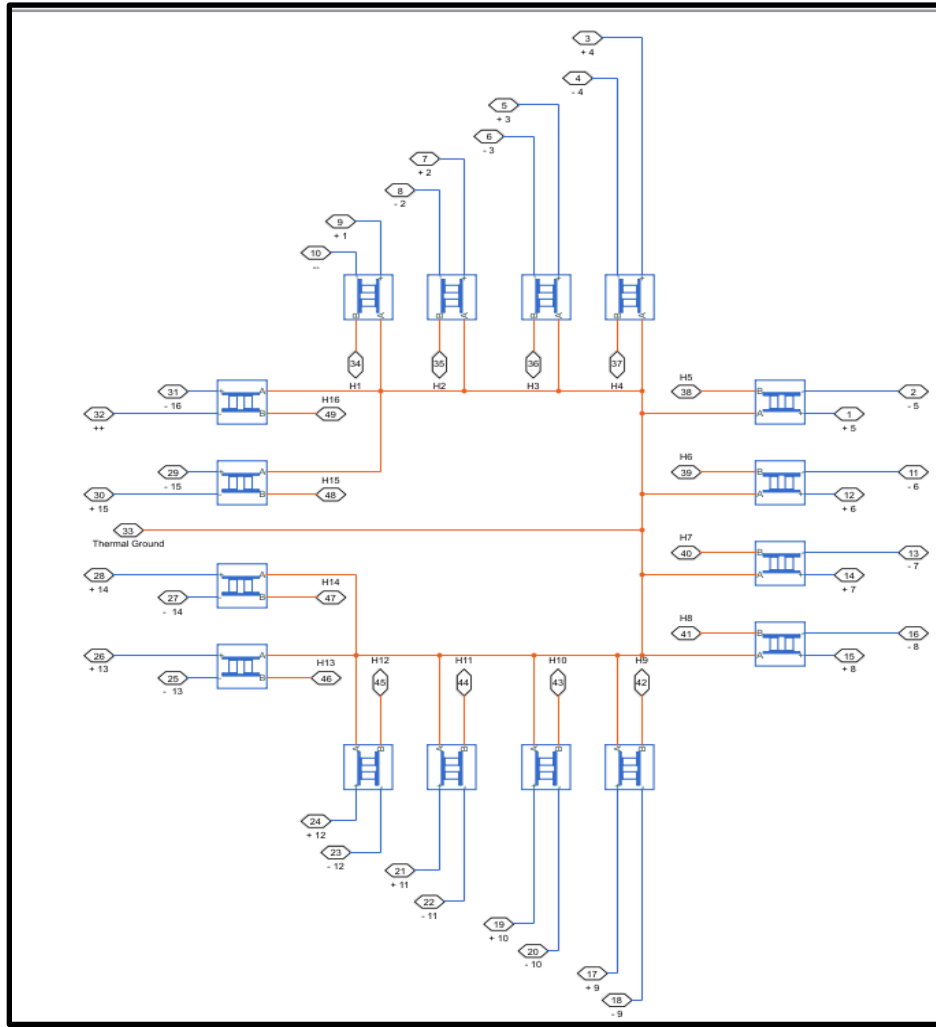 3
+ 4
4
- 4
5
+ 3
6
- 3
7
+ 2
8
- 2
9
+ 1
10
--
+
+
+
+
B A
B A
B A
B A
34
35
36
37
H1
H2
H3
H4
31
- 16
32
++
+
-
A
B
H16
49
H5
38
B
A
-
+
2
- 5
1
+ 5
29
- 15
30
+ 15
+
-
A
B
H15
48
H6
39
B
A
-
+
11
- 6
12
+ 6
33
Thermal Ground
28
+ 14
27
- 14
+
-
A
B
H14
47
H7
40
B
A
-
+
13
- 7
14
+ 7
26
+ 13
25
- 13
+
-
A
B
H13
46
H8
41
B
A
-
+
16
- 8
15
+ 8
H12
H11
H10
H9
45
44
43
42
A B
A B
A B
A B
+ -
+ -
+ -
+ -
24
+ 12
23
- 12
21
+ 11
22
- 11
19
+ 10
20
- 10
17
+ 9
18
- 9